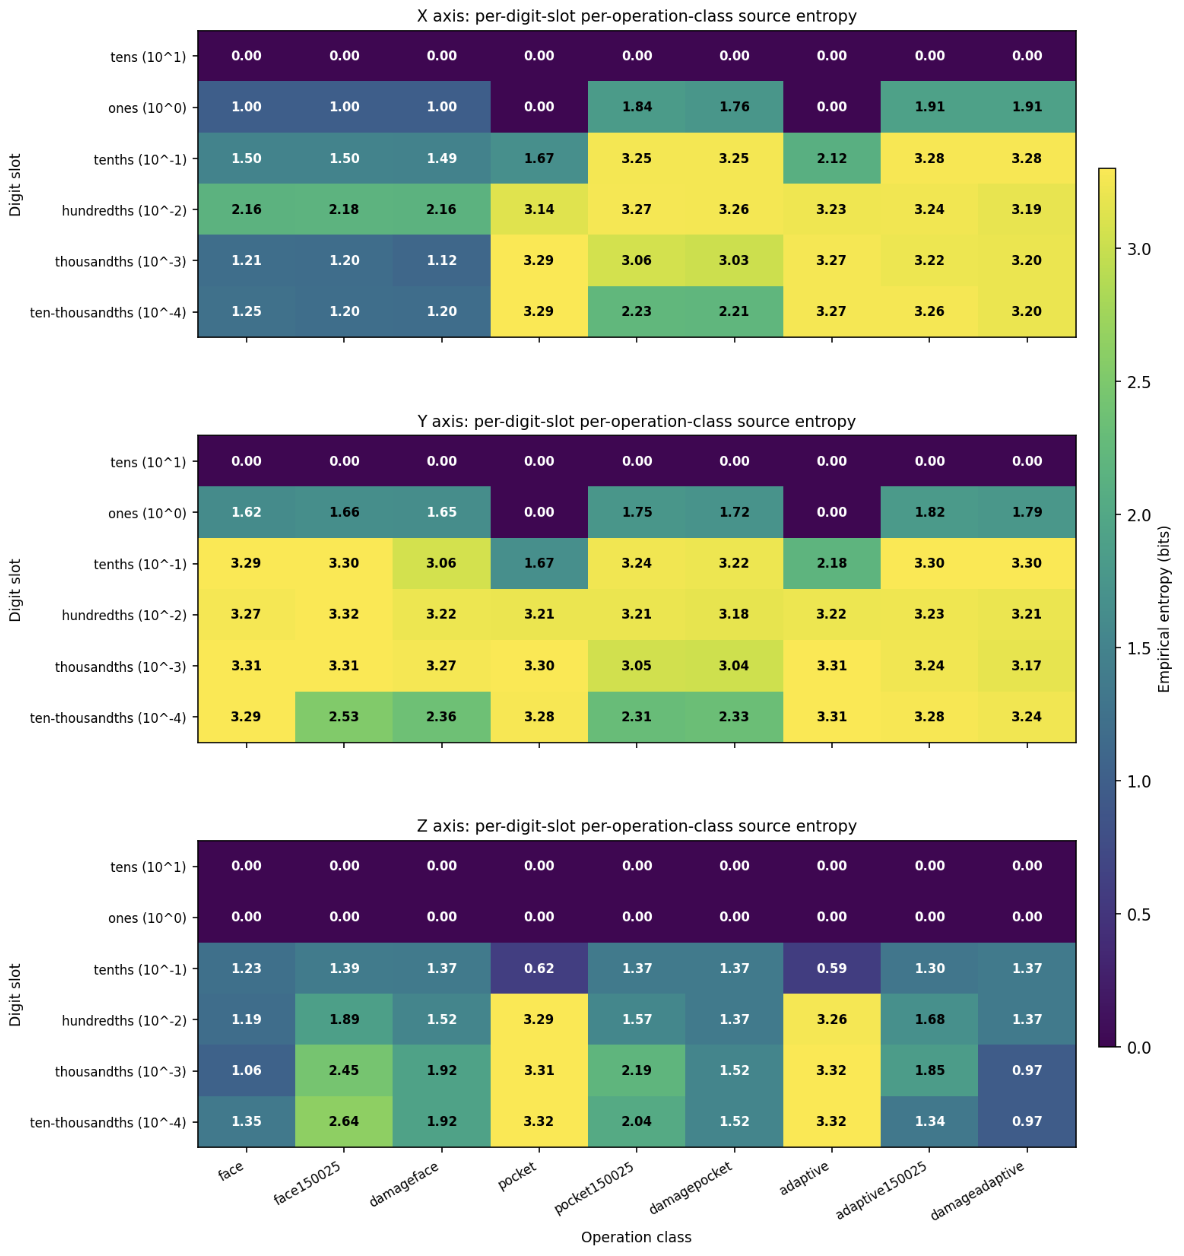 X axis: per-digit-slot per-operation-class source entropy
Digit slot
tens (10^1) 0.00 0.00 0.00 0.00 0.00 0.00 0.00 0.00 0.00
ones (10^0) 1.00 1.00 1.00 0.00 1.84 1.76 0.00 1.91 1.91
tenths (10^-1) 1.50 1.50 1.49 1.67 3.25 3.25 2.12 3.28 3.28
hundredths (10^-2) 2.16 2.18 2.16 3.14 3.27 3.26 3.23 3.24 3.19
thousandths (10^-3) 1.21 1.20 1.12 3.29 3.06 3.03 3.27 3.22 3.20
ten-thousandths (10^-4) 1.25 1.20 1.20 3.29 2.23 2.21 3.27 3.26 3.20
Y axis: per-digit-slot per-operation-class source entropy
Digit slot
tens (10^1) 0.00 0.00 0.00 0.00 0.00 0.00 0.00 0.00 0.00
ones (10^0) 1.62 1.66 1.65 0.00 1.75 1.72 0.00 1.82 1.79
tenths (10^-1) 3.29 3.30 3.06 1.67 3.24 3.22 2.18 3.30 3.30
hundredths (10^-2) 3.27 3.32 3.22 3.21 3.21 3.18 3.22 3.23 3.21
thousandths (10^-3) 3.31 3.31 3.27 3.30 3.05 3.04 3.31 3.24 3.17
ten-thousandths (10^-4) 3.29 2.53 2.36 3.28 2.31 2.33 3.31 3.28 3.24
Z axis: per-digit-slot per-operation-class source entropy
Digit slot
tens (10^1) 0.00 0.00 0.00 0.00 0.00 0.00 0.00 0.00 0.00
ones (10^0) 0.00 0.00 0.00 0.00 0.00 0.00 0.00 0.00 0.00
tenths (10^-1) 1.23 1.39 1.37 0.62 1.37 1.37 0.59 1.30 1.37
hundredths (10^-2) 1.19 1.89 1.52 3.29 1.57 1.37 3.26 1.68 1.37
thousandths (10^-3) 1.06 2.45 1.92 3.31 2.19 1.52 3.32 1.85 0.97
ten-thousandths (10^-4) 1.35 2.64 1.92 3.32 2.04 1.52 3.32 1.34 0.97
face face150025 damageface pocket pocket150025 damagepocket adaptive adaptive150025 damageadaptive
Operation class
3.0
2.5
2.0
1.5
1.0
0.5
0.0
Empirical entropy (bits)